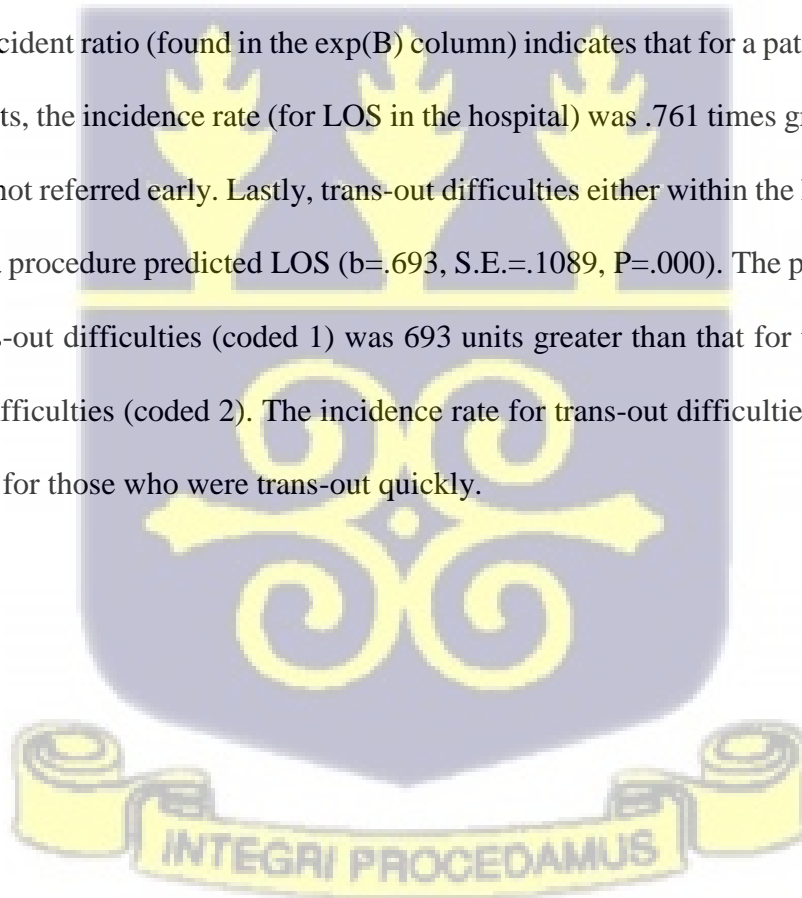 cident ratio (found in the exp(B) column) indicates that for a pat
ts, the incidence rate (for LOS in the hospital) was .761 times gr
not referred early. Lastly, trans-out difficulties either within the
procedure predicted LOS (b=.693, S.E.=.1089, P=.000). The p
-out difficulties (coded 1) was 693 units greater than that for
ifficulties (coded 2). The incidence rate for trans-out difficultie
for those who were trans-out quickly.
INTEGRI PROCEDAMUS